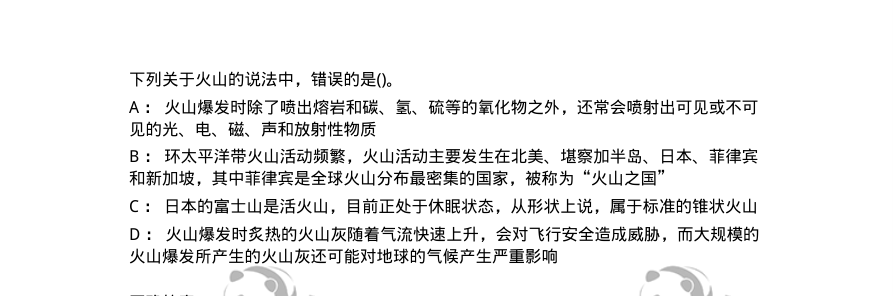 下列关于火山的说法中，错误的是()。
A： 火山爆发时除了喷出熔岩和碳、氢、硫等的氧化物之外，还常会喷射出可见或不可
见的光、电、磁、声和放射性物质
B： 环太平洋带火山活动频繁，火山活动主要发生在北美、堪察加半岛、日本、菲律宾
和新加坡，其中菲律宾是全球火山分布最密集的国家，被称为“火山之国”
C： 日本的富士山是活火山，目前正处于休眠状态，从形状上说，属于标准的锥状火山
D： 火山爆发时炙热的火山灰随着气流快速上升，会对飞行安全造成威胁，而大规模的
火山爆发所产生的火山灰还可能对地球的气候产生严重影响